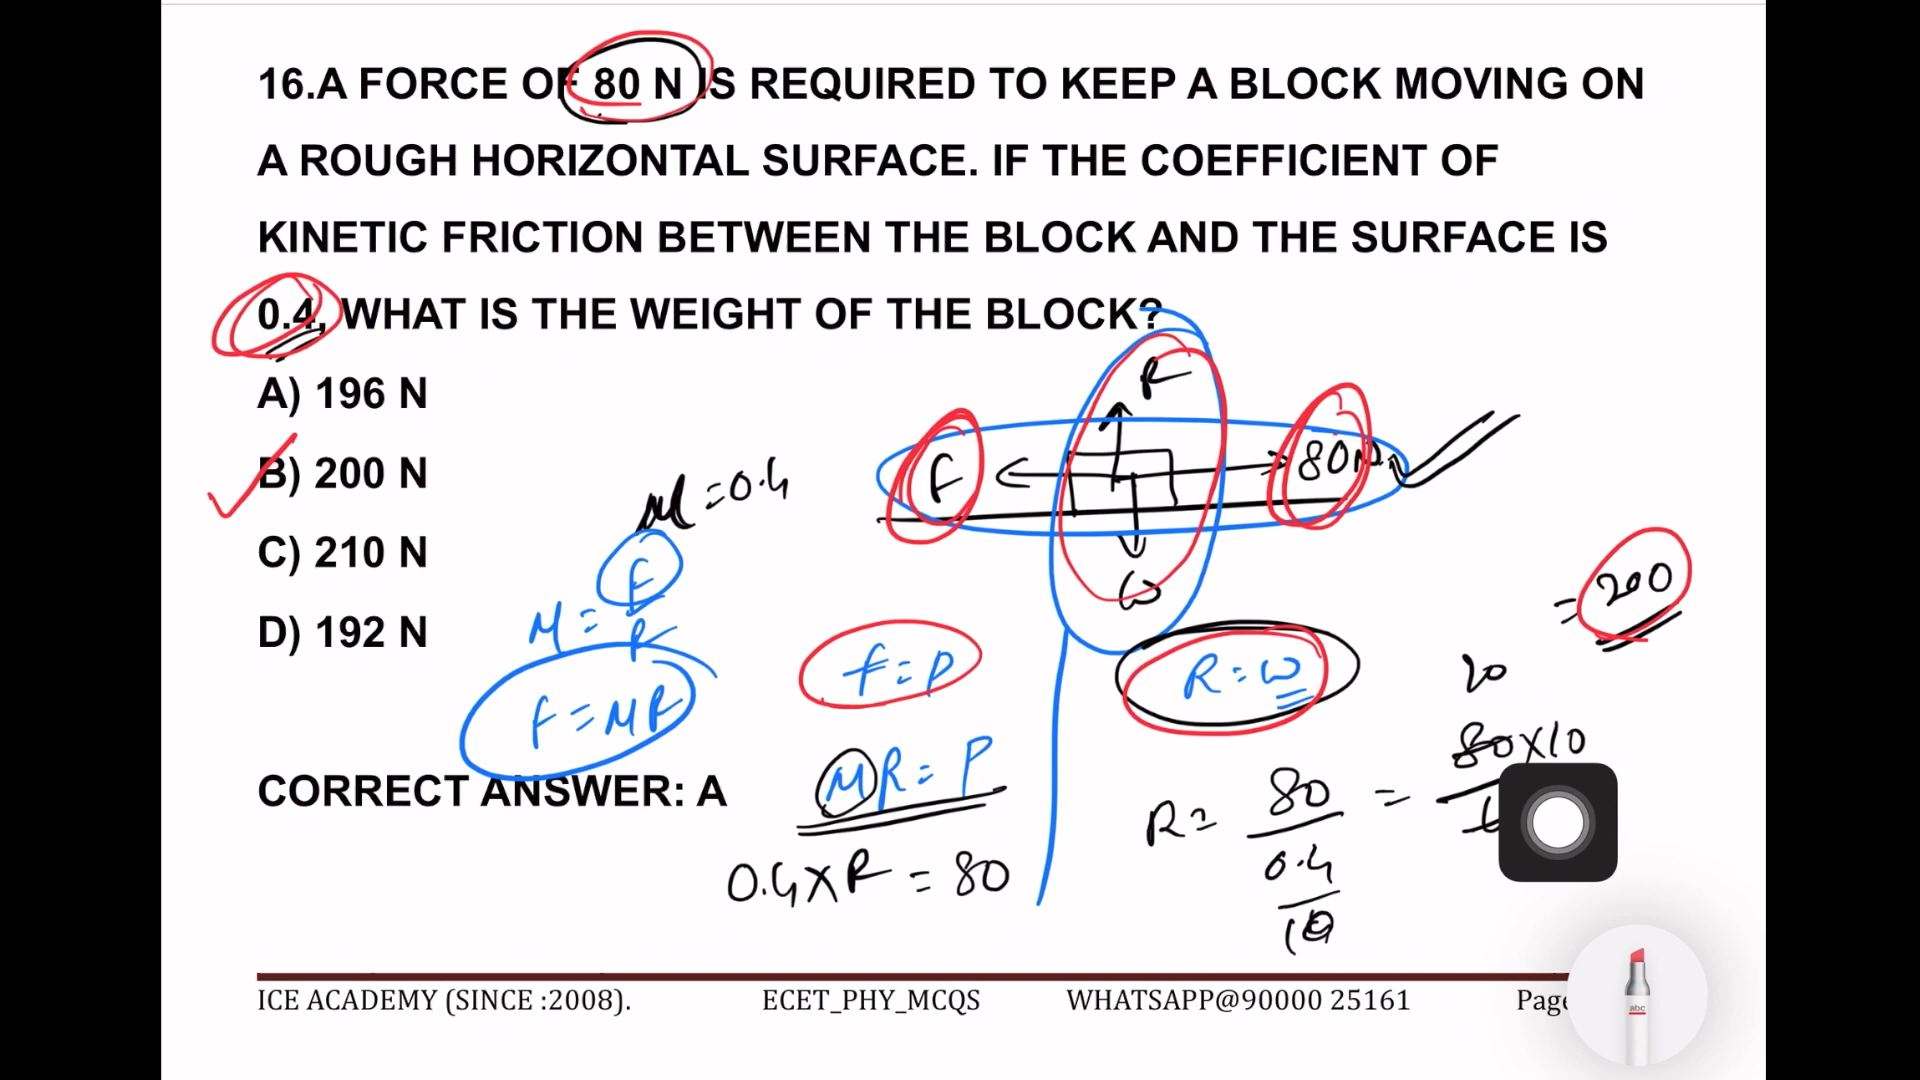 16.A FORCE OF 80 N IS REQUIRED TO KEEP A BLOCK MOVING ON
A ROUGH HORIZONTAL SURFACE. IF THE COEFFICIENT OF
KINETIC FRICTION BETWEEN THE BLOCK AND THE SURFACE IS
0.4, WHAT IS THE WEIGHT OF THE BLOCK?
A) 196 N
B) 200 N
C) 210 N
D) 192 N
R
F
80N
W
M = 0.4
M = F/R
F = MR
f = P
MR = P
0.4 X R = 80
R = W
R = 80/0.4/10 = 80 X 10
20
= 200
CORRECT ANSWER: A
ICE ACADEMY (SINCE :2008). ECET_PHY_MCQS WHATSAPP@90000 25161 Page
abc